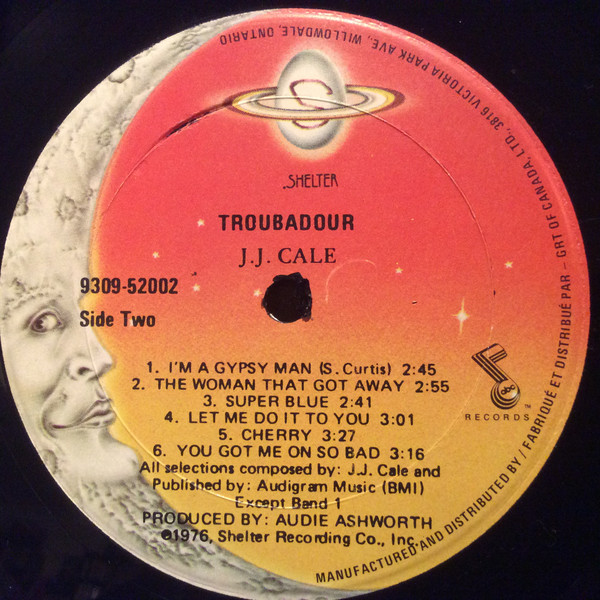 SHELTER
TROUBADOUR
J.J. CALE
9309-52002
Side Two
1. I'M A GYPSY MAN (S. Curtis) 2:45
2. THE WOMAN THAT GOT AWAY 2:55
3. SUPER BLUE 2:41
4. LET ME DO IT TO YOU 3:01
5. CHERRY 3:27
6. YOU GOT ME ON SO BAD 3:16
All selections composed by: J.J. Cale and
Published by: Audigram Music (BMI)
Except Band 1
PRODUCED BY: AUDIE ASHWORTH
℗1976, Shelter Recording Co., Inc.
abc
RECORDS™
MANUFACTURED AND DISTRIBUTED BY / FABRIQUÉ ET DISTRIBUÉ PAR – GRT OF CANADA, LTD., 3816 VICTORIA PARK AVE., WILLOWDALE, ONTARIO